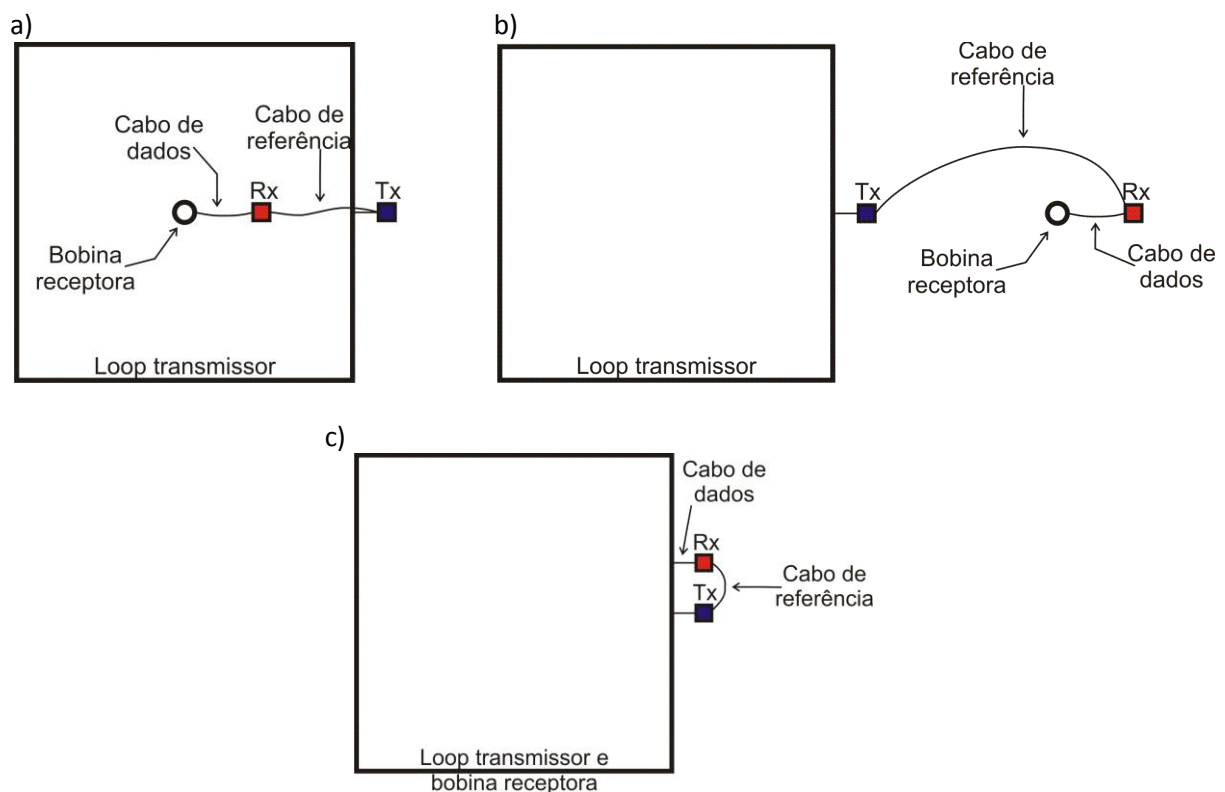 a)
Cabo de
dados
Cabo de
referência
Rx
Tx
Bobina
receptora
Loop transmissor
b)
Cabo de
referência
Tx
Rx
Bobina
receptora
Cabo de
dados
Loop transmissor
c)
Cabo de
dados
Rx
Tx
Cabo de
referência
Loop transmissor e
bobina receptora